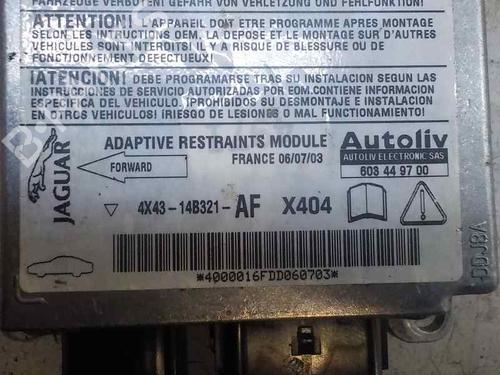 FAHRZEUGE VERBOTEN! GEFAHR VON VERLETZUNG UND FEHLFUNKTION!
ATTENTION! L'APPAREIL DOIT ETRE PROGRAMME APRES MONTAGE
SELON LES INTRUCTIONS OEM. LA DEPOSE ET LE MONTAGE SUR D'AUTRES
VEHICULES SONT INTERDITS! IL Y A RISQUE DE BLESSURE OU DE
FONCTIONNEMENT DEFECTUEUX!
¡ATENCION! DEBE PROGRAMARSE TRAS SU INSTALACION SEGUN LAS
INSTRUCCIONES DE SERVICIO AUTORIZADAS POR EOM.CONTIENE INFORMACION
ESPECIFICA DEL VEHICULO. ¡PROHIBIDO SU DESMONTAJE E INSTALACION
EN OTROS VEHICULOS! ¡RIESGO DE LESIONES O MAL FUNCIONAMIENTO!
JAGUAR
ADAPTIVE RESTRAINTS MODULE
FORWARD
FRANCE 06/07/03
Autoliv
AUTOLIV ELECTRONIC SAS
603 44 97 00
4X43-14B321-AF X404
*4000016FDD060703*
DDJBA